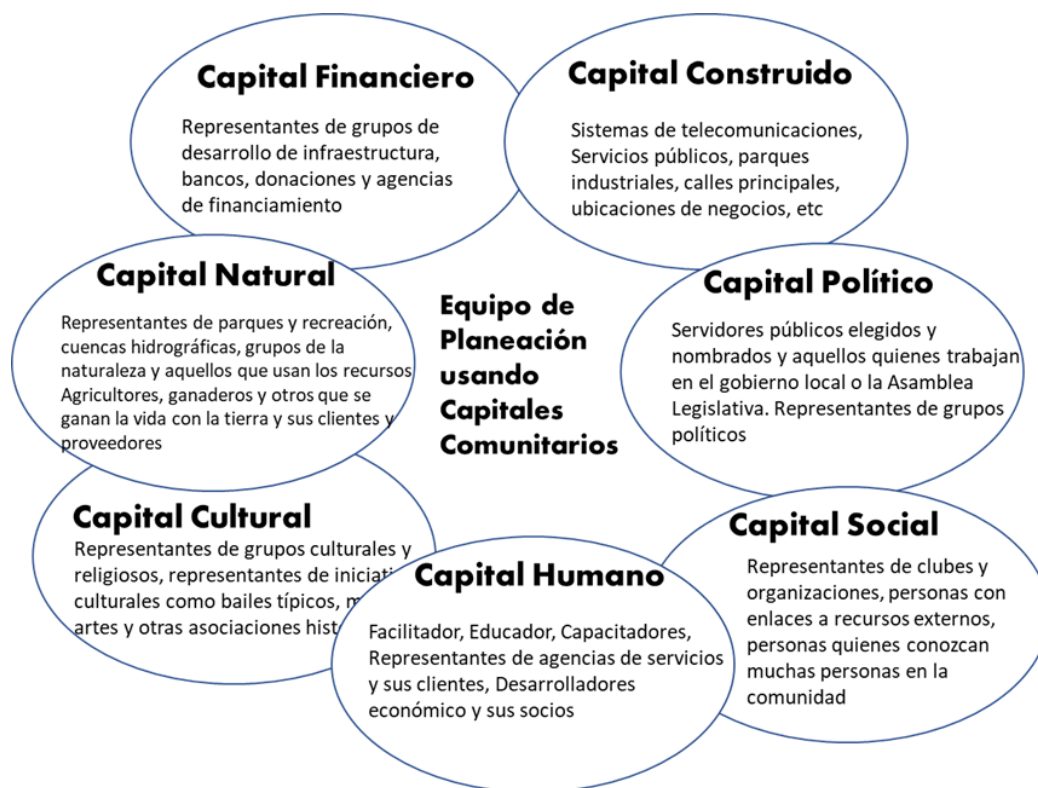 Capital Financiero
Representantes de grupos de
desarrollo de infraestructura,
bancos, donaciones y agencias
de financiamiento
Capital Construido
Sistemas de telecomunicaciones,
Servicios públicos, parques
industriales, calles principales,
ubicaciones de negocios, etc
Capital Natural
Representantes de parques y recreación,
cuencas hidrográficas, grupos de la
naturaleza y aquellos que usan los recursos
Agricultores, ganaderos y otros que se
ganan la vida con la tierra y sus clientes y
proveedores
Equipo de
Planeación
usando
Capitales
Comunitarios
Capital Político
Servidores públicos elegidos y
nombrados y aquellos quienes trabajan
en el gobierno local o la Asamblea
Legislativa. Representantes de grupos
políticos
Capital Cultural
Representantes de grupos culturales y
religiosos, representantes de
culturales como bailes típicos,
artes y otras asociaciones
Capital Humano
Facilitador, Educador, Capacitadores,
Representantes de agencias de servicios
y sus clientes, Desarrolladores
económico y sus socios
Capital Social
Representantes de clubes y
organizaciones, personas con
enlaces a recursos externos,
personas quienes conozcan
muchas personas en la
comunidad